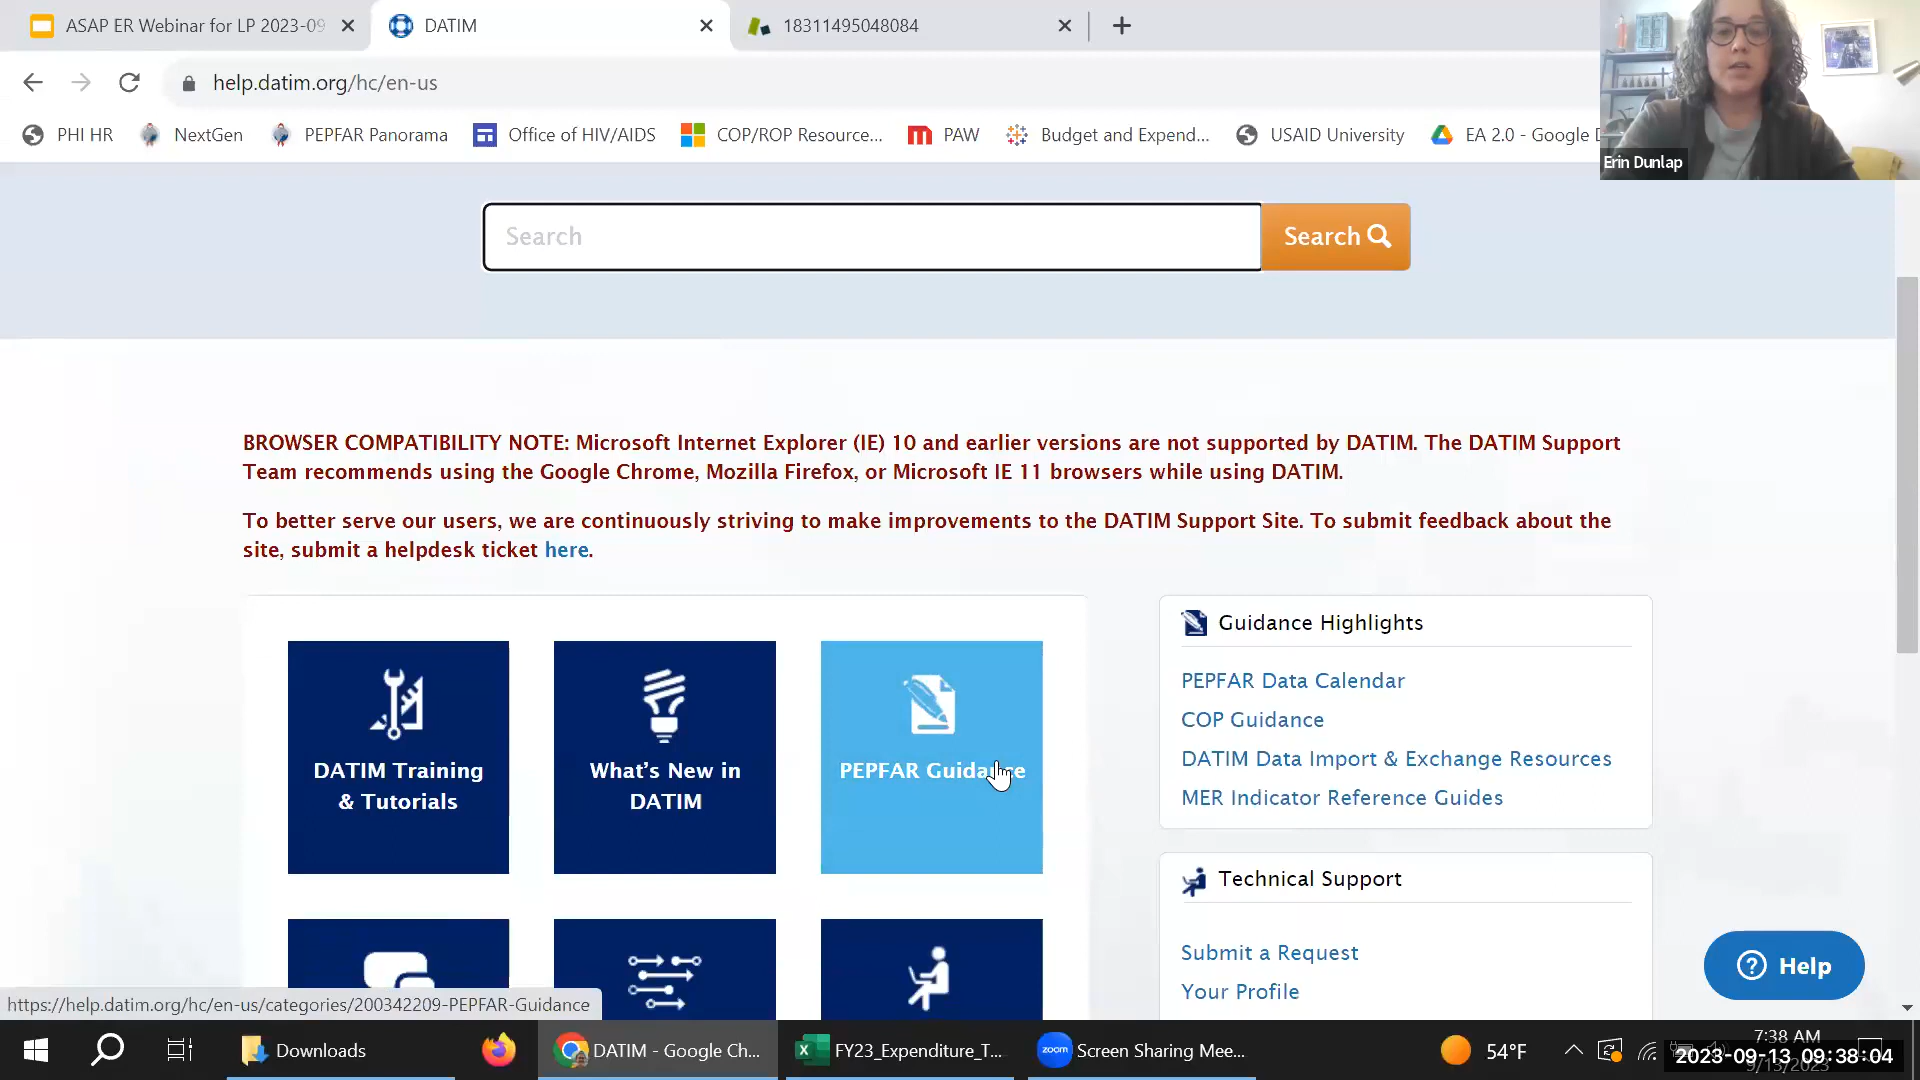 ASAP ER Webinar for LP 2023-09
DATIM
18311495048084
help.datim.org/hc/en-us
PHI HR
NextGen
PEPFAR Panorama
Office of HIV/AIDS
COP/ROP Resource...
PAW
Budget and Expend...
USAID University
EA 2.0 - Google
Erin Dunlap
Search
Search
BROWSER COMPATIBILITY NOTE: Microsoft Internet Explorer (IE) 10 and earlier versions are not supported by DATIM. The DATIM Support
Team recommends using the Google Chrome, Mozilla Firefox, or Microsoft IE 11 browsers while using DATIM.
To better serve our users, we are continuously striving to make improvements to the DATIM Support Site. To submit feedback about the
site, submit a helpdesk ticket here.
DATIM Training
& Tutorials
What's New in
DATIM
PEPFAR Guidance
Guidance Highlights
PEPFAR Data Calendar
COP Guidance
DATIM Data Import & Exchange Resources
MER Indicator Reference Guides
Technical Support
Submit a Request
Your Profile
Help
https://help.datim.org/hc/en-us/categories/200342209-PEPFAR-Guidance
Downloads
DATIM - Google Ch...
FY23_Expenditure_T...
zoom
Screen Sharing Mee...
54°F
7:38 AM
2023-09-13 09:38:04
9/13/2023